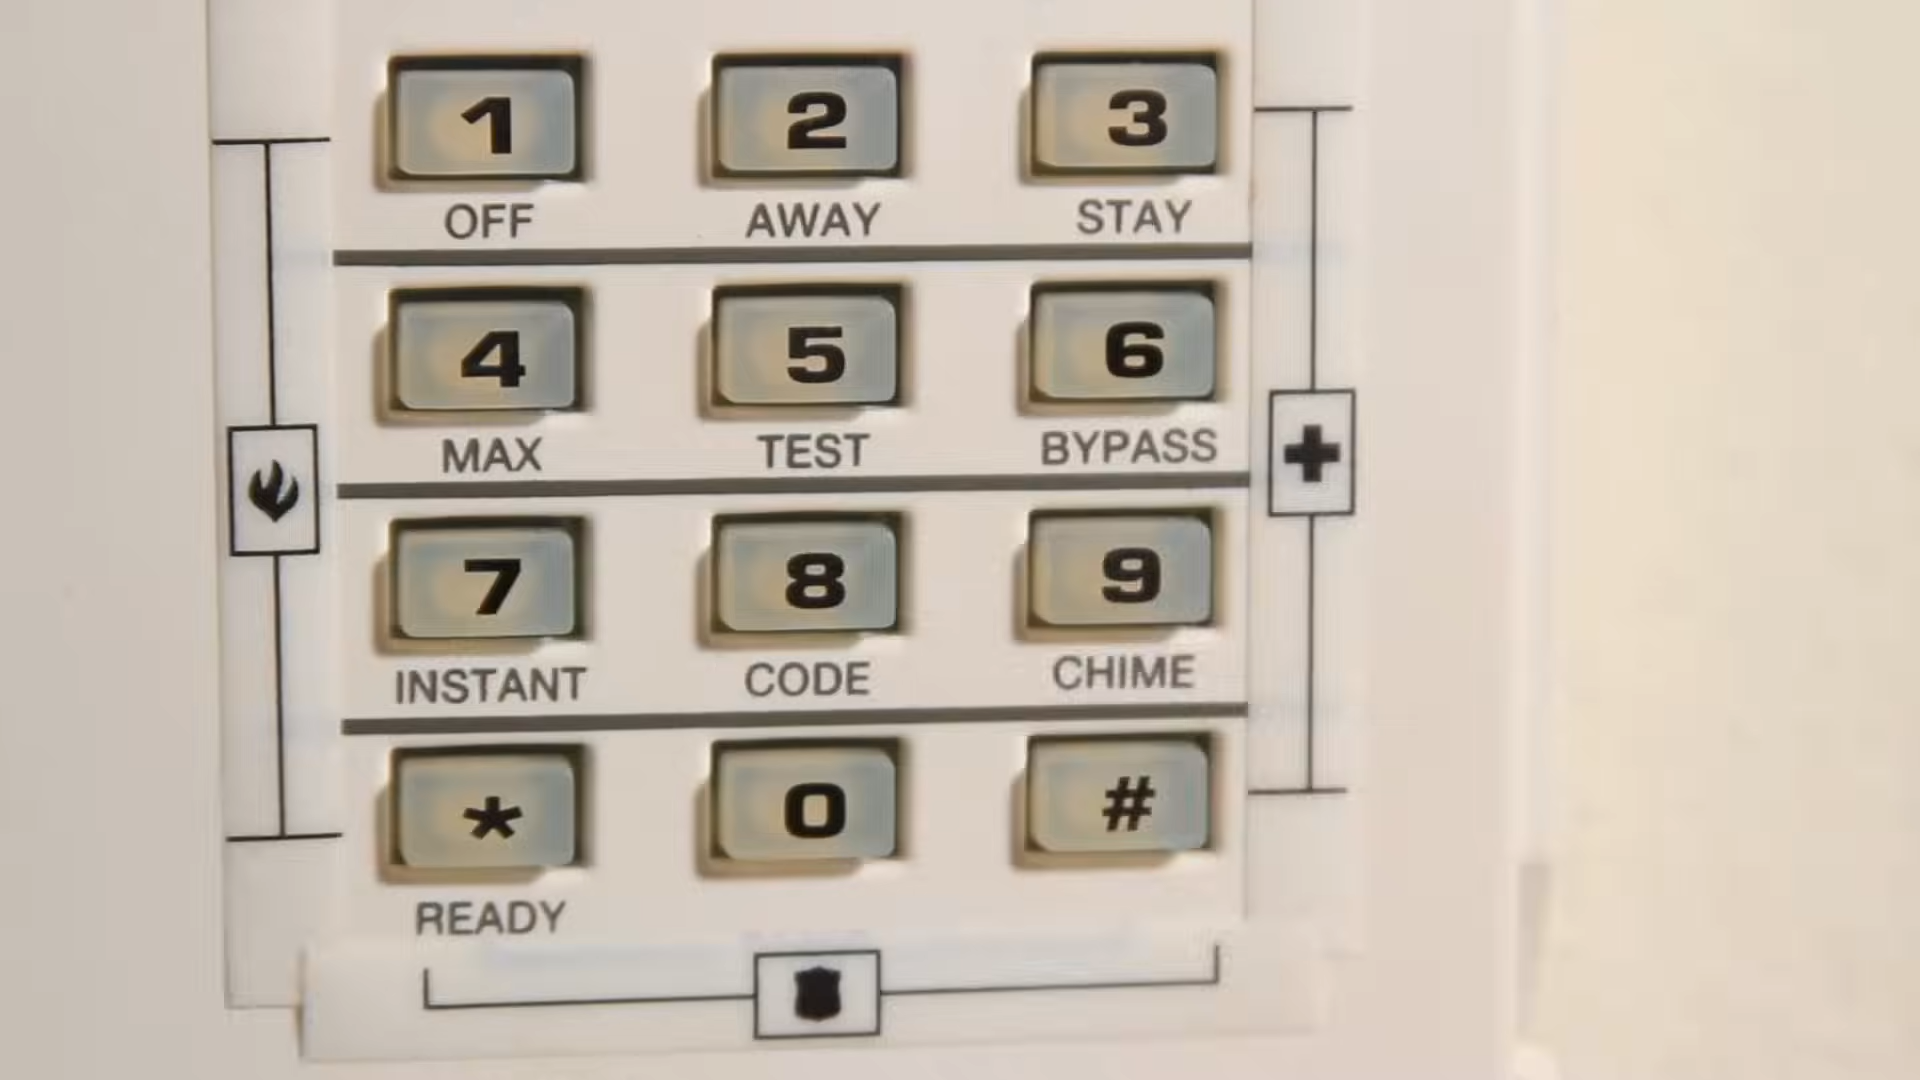 1 2 3
OFF AWAY STAY
4 5 6
MAX TEST BYPASS
7 8 9
INSTANT CODE CHIME
* 0 #
READY